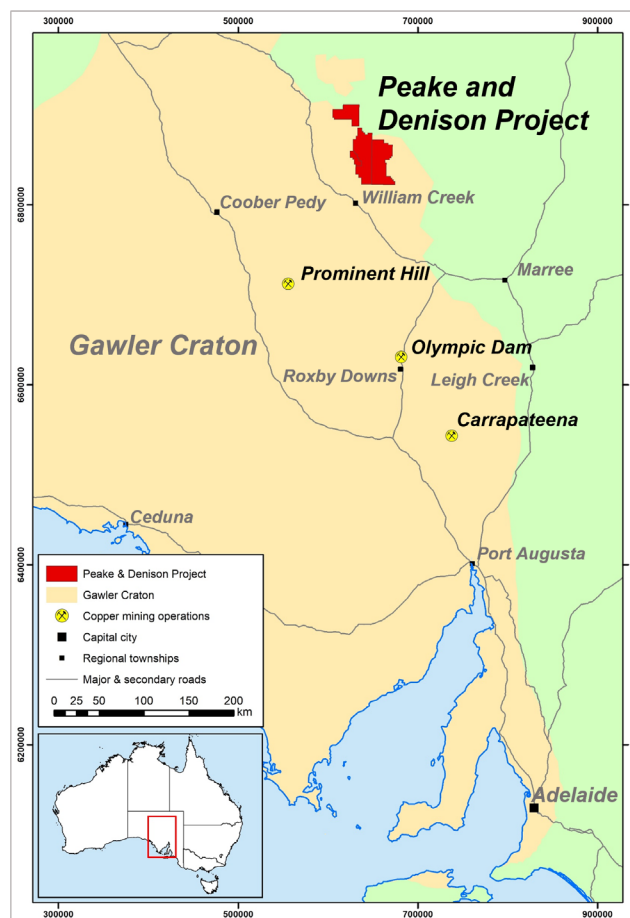 300000 500000 700000 900000
Peake and
Denison Project
6800000
Coober Pedy
William Creek
Prominent Hill
Marree
Gawler Craton
Olympic Dam
Roxby Downs
Leigh Creek
6600000
Carrapateena
Ceduna
Port Augusta
6400000
Peake & Denison Project
Gawler Craton
Copper mining operations
Capital city
Regional townships
Major & secondary roads
0 25 50 100 150 200
km
6200000
Adelaide
300000 500000 700000 900000